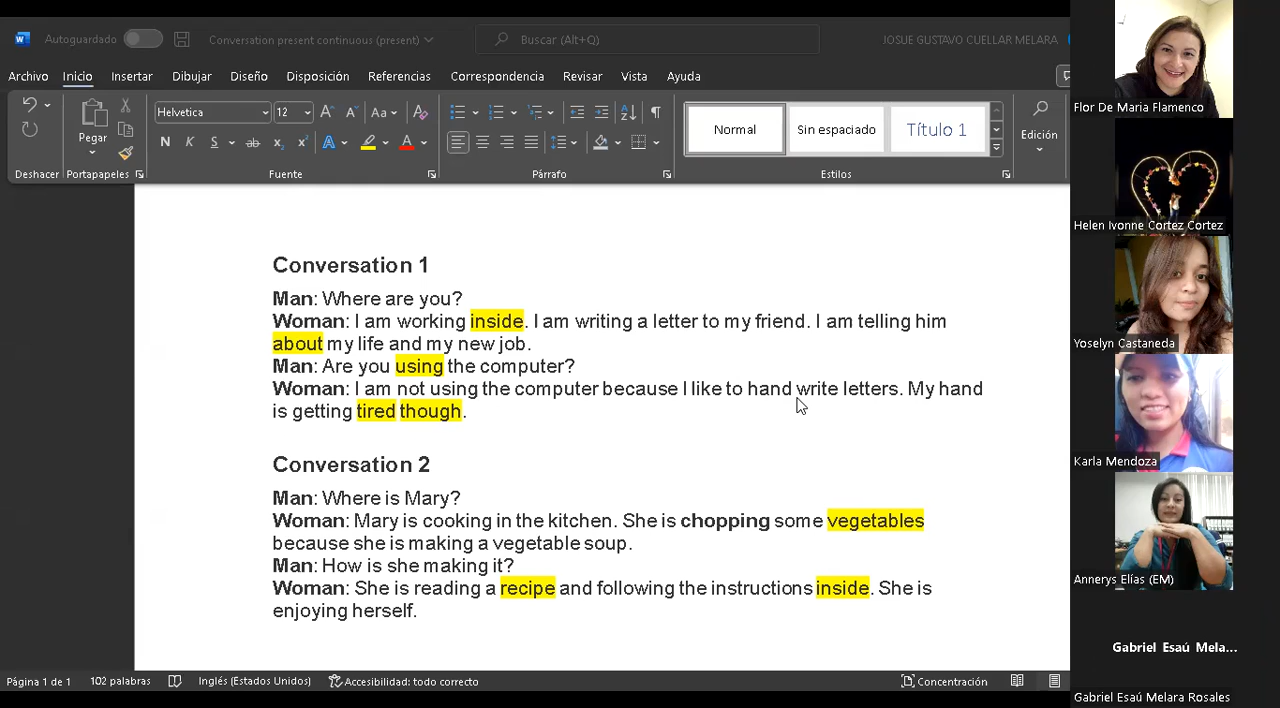 Autoguardado
Conversation present continuous (present)
Buscar (Alt+Q)
JOSUE GUSTAVO CUELLAR MELARA
Archivo Inicio Insertar Dibujar Diseño Disposición Referencias Correspondencia Revisar Vista Ayuda
Helvetica 12 Aa
Pegar
N K S ab x₂ x² A A
Normal Sin espaciado Título 1
Edición
Deshacer Portapapeles Fuente Párrafo Estilos
Conversation 1
Man: Where are you?
Woman: I am working inside. I am writing a letter to my friend. I am telling him
about my life and my new job.
Man: Are you using the computer?
Woman: I am not using the computer because I like to hand write letters. My hand
is getting tired though.
Conversation 2
Man: Where is Mary?
Woman: Mary is cooking in the kitchen. She is chopping some vegetables
because she is making a vegetable soup.
Man: How is she making it?
Woman: She is reading a recipe and following the instructions inside. She is
enjoying herself.
Página 1 de 1 102 palabras Inglés (Estados Unidos) Accesibilidad: todo correcto Concentración
Flor De Maria Flamenco
Helen Ivonne Cortez Cortez
Yoselyn Castaneda
Karla Mendoza
Annerys Elías (EM)
Gabriel Esaú Mela...
Gabriel Esaú Melara Rosales